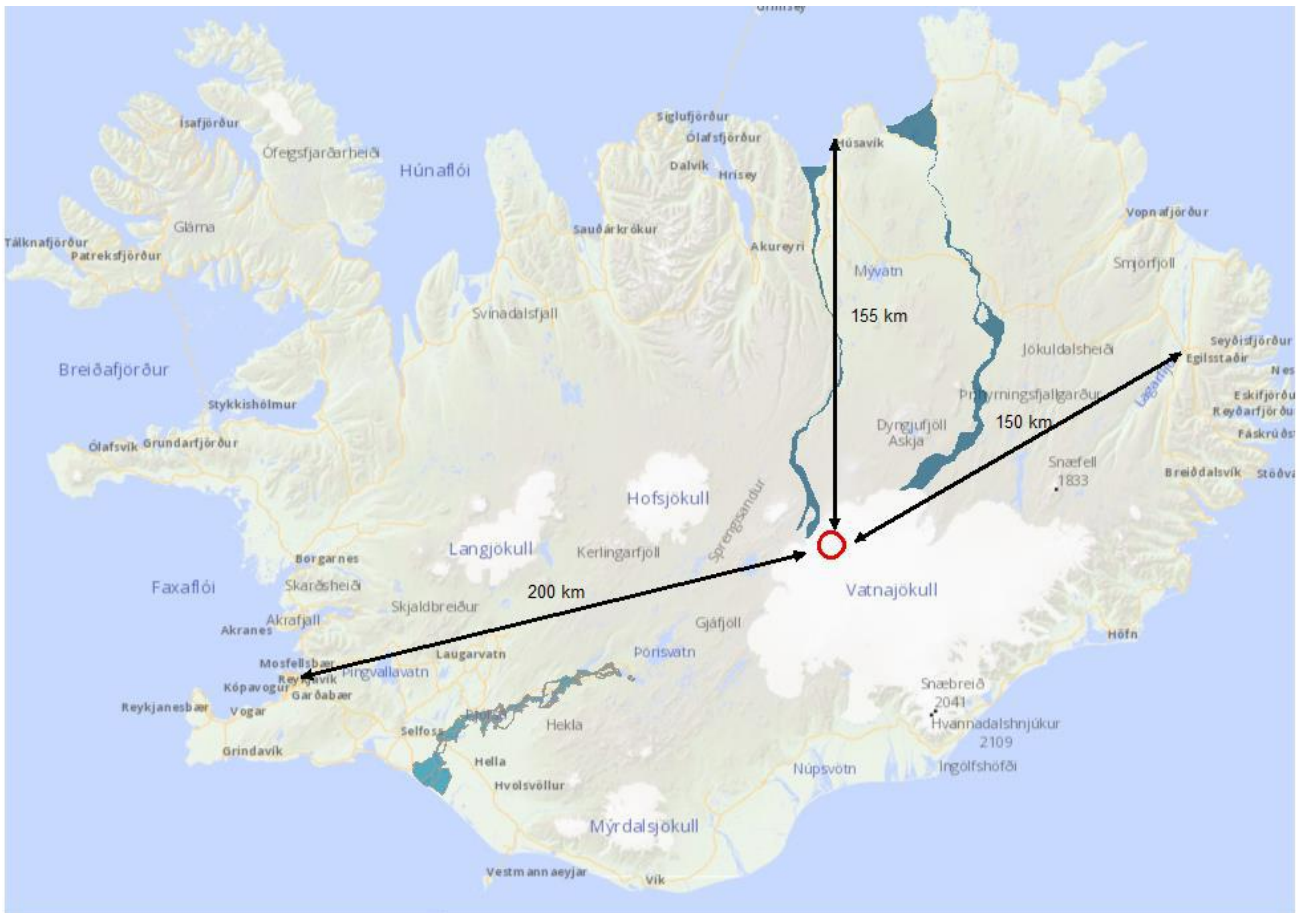 Grímsey
Siglufjörður
Ísafjörður
Ólafsfjörður
Húsavík
Ófeigsfjarðarheiði
Dalvík
Hrísey
Húnaflói
Vopnafjörður
Gláma
Sauðárkrókur
Tálknafjörður
Akureyri
Patreksfjörður
Smjörfjöll
Mývatn
Svínadalsfjall
155 km
Seyðisfjörður
Jökuldalsheiði
Egilsstaðir
Breiðafjörður
Nes
Stykkishólmur
Eskifjörðu
Reyðarfjörðu
150 km
Dyngjufjöll
Askja
Fáskrúðs
Ólafsvík
Grundarfjörður
Snæfell
1833
Breiðdalsvík
Stöðva
Hofsjökull
Sprengisandur
Langjökull
Kerlingarfjöll
Borgarnes
Faxaflói
Skarðsheiði
200 km
Vatnajökull
Skjaldbreiður
Akrafjall
Gjáfjöll
Akranes
Höfn
Laugarvatn
Þórisvatn
Mosfellsbær
Þingvallavatn
Reykjavík
Kópavogur
Garðabær
Snæbreið
2041
Reykjanesbær
Vogar
Hekla
Hvannadalshnjúkur
2109
Selfoss
Grindavík
Hella
Núpsvötn
Ingólfshöfði
Hvolsvöllur
Mýrdalsjökull
Vestmannaeyjar
Vík